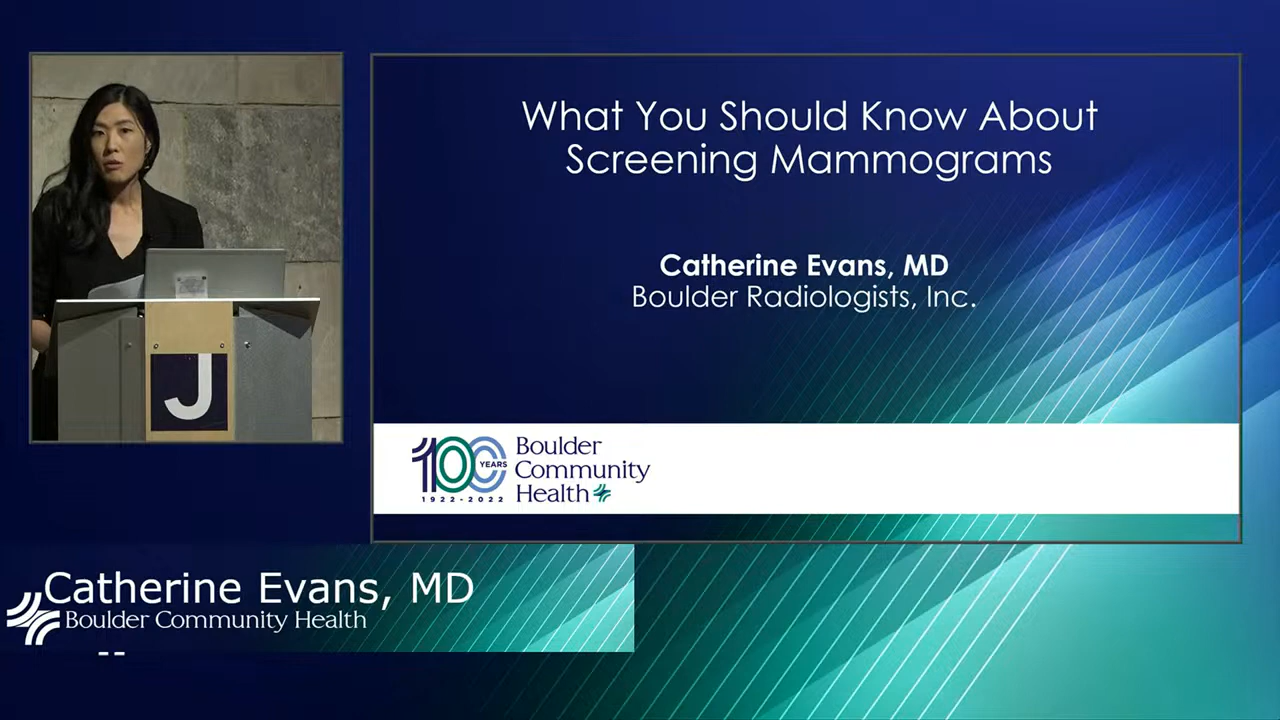 What You Should Know About
Screening Mammograms
Catherine Evans, MD
Boulder Radiologists, Inc.
J
100
YEARS
1922-2022
Boulder
Community
Health
Catherine Evans, MD
Boulder Community Health
--